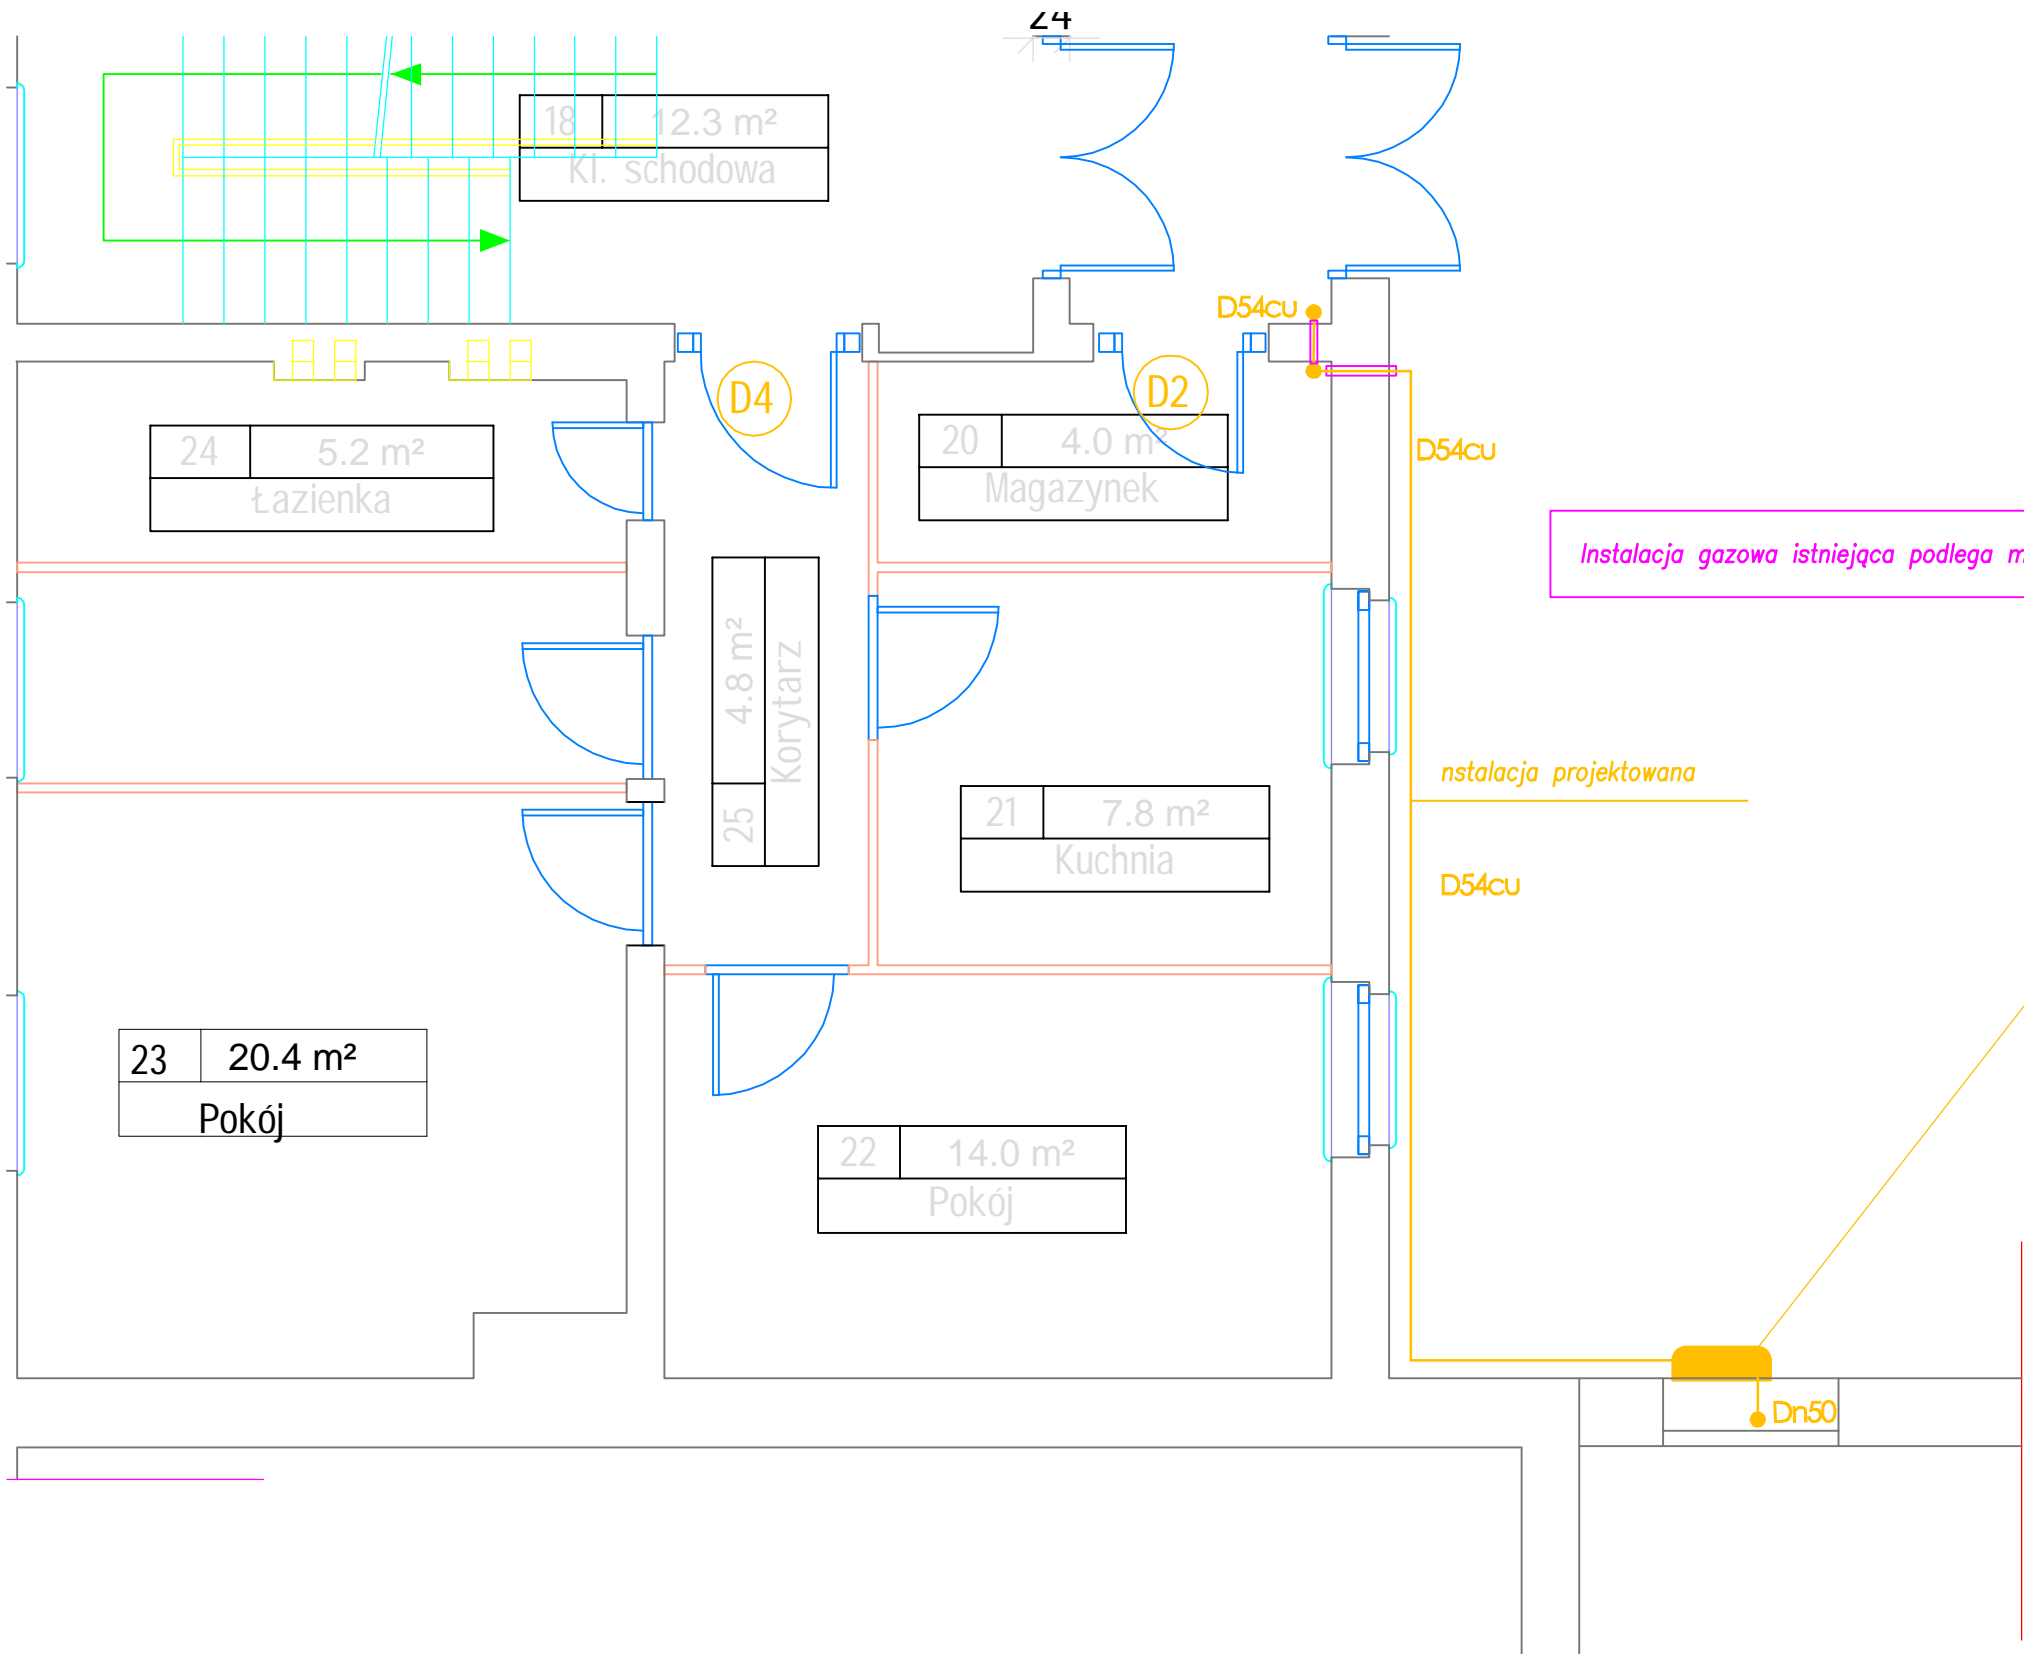 24
18 12.3 m²
Kl. schodowa
D54cu
D4
D2
24 5.2 m²
Łazienka
20 4.0 m²
Magazynek
D54cu
Instalacja gazowa istniejąca podlega
25 4.8 m²
Korytarz
nstalacja projektowana
21 7.8 m²
Kuchnia
D54cu
23 20.4 m²
Pokój
22 14.0 m²
Pokój
Dn50